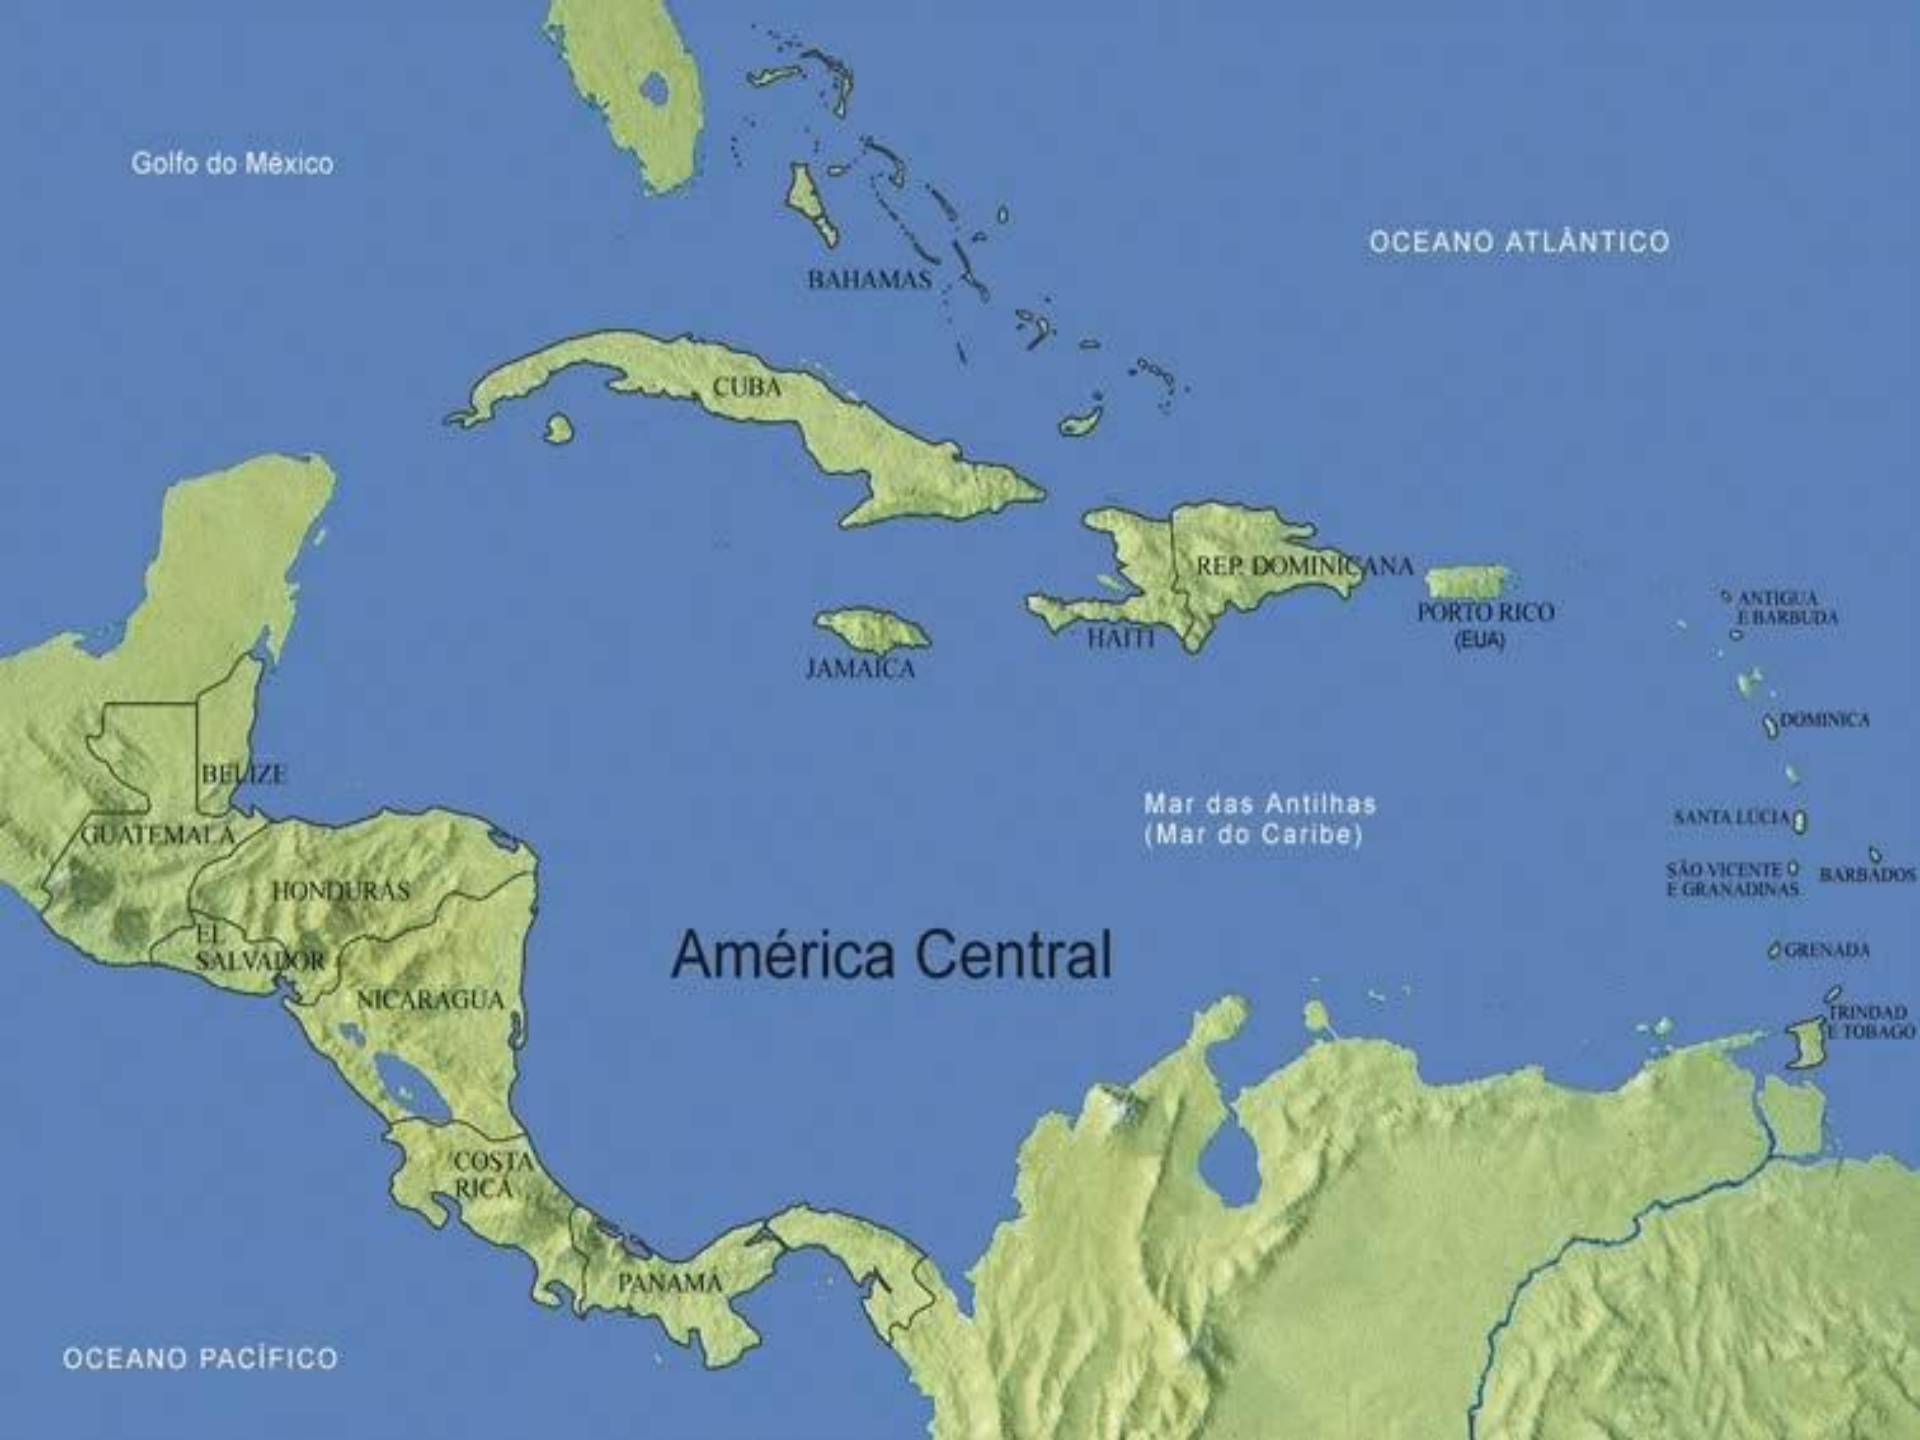 Golfo do México
OCEANO ATLÂNTICO
BAHAMAS
CUBA
REP. DOMINICANA
PORTO RICO
(EUA)
HAITI
JAMAICA
ANTIGUA
E BARBUDA
DOMINICA
BELIZE
GUATEMALA
Mar das Antilhas
(Mar do Caribe)
SANTA LÚCIA
SÃO VICENTE
E GRANADINAS
BARBADOS
HONDURAS
EL
SALVADOR
América Central
GRENADA
NICARAGUA
TRINDAD
E TOBAGO
COSTA
RICA
PANAMÁ
OCEANO PACÍFICO